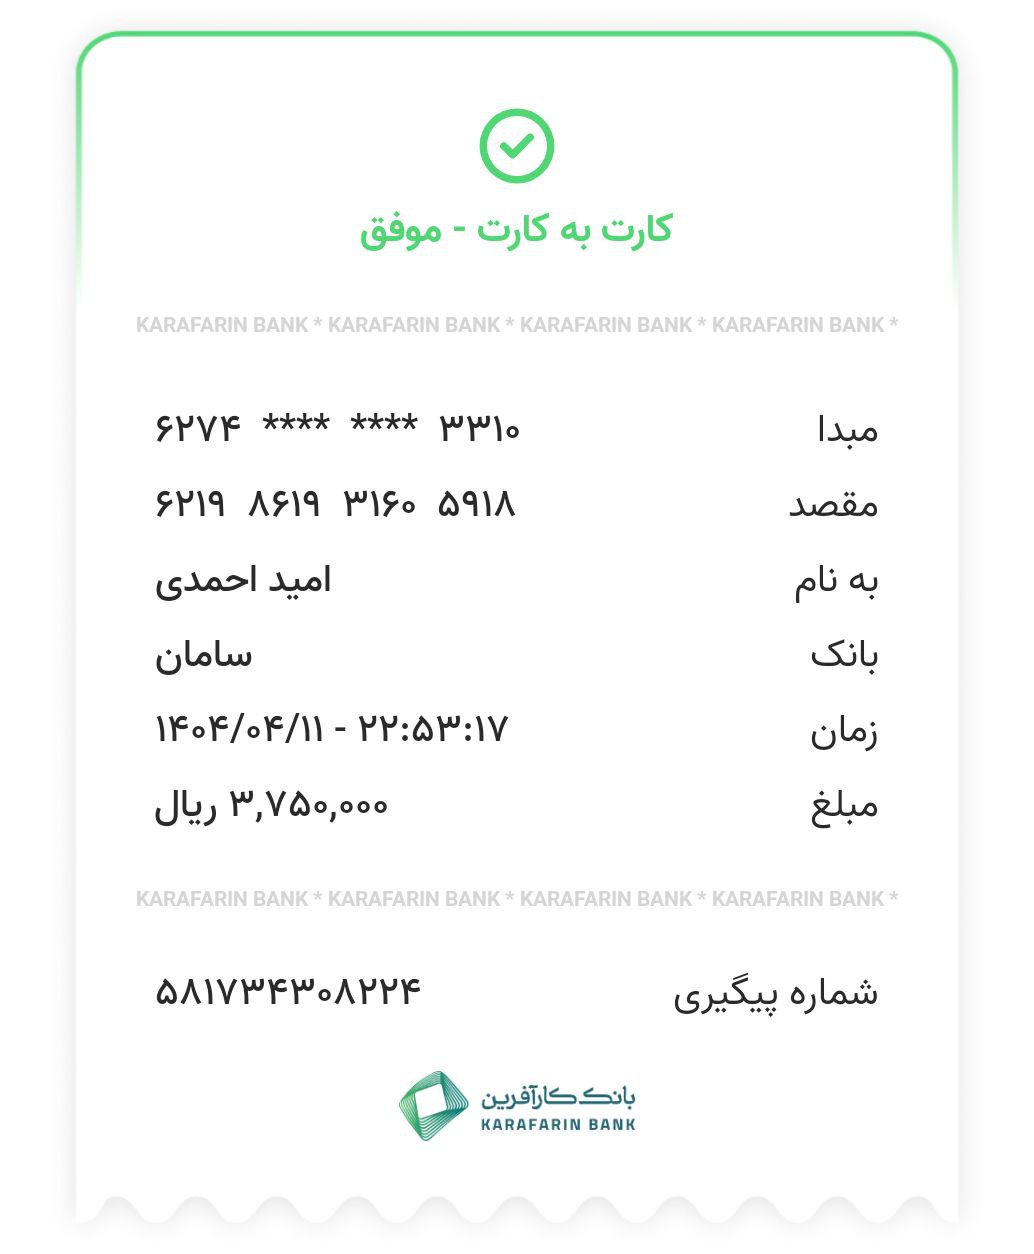 کارت به کارت - موفق
KARAFARIN BANK * KARAFARIN BANK * KARAFARIN BANK * KARAFARIN BANK *
مبدا ۶۲۷۴ **** **** ۳۳۱۰
مقصد ۶۲۱۹ ۸۶۱۹ ۳۱۶۰ ۵۹۱۸
به نام امید احمدی
بانک سامان
زمان ۱۴۰۴/۰۴/۱۱ - ۲۲:۵۳:۱۷
مبلغ ۳,۷۵۰,۰۰۰ ریال
KARAFARIN BANK * KARAFARIN BANK * KARAFARIN BANK * KARAFARIN BANK *
شماره پیگیری ۵۸۱۷۳۴۳۰۸۲۲۴
بانک کارآفرین
KARAFARIN BANK